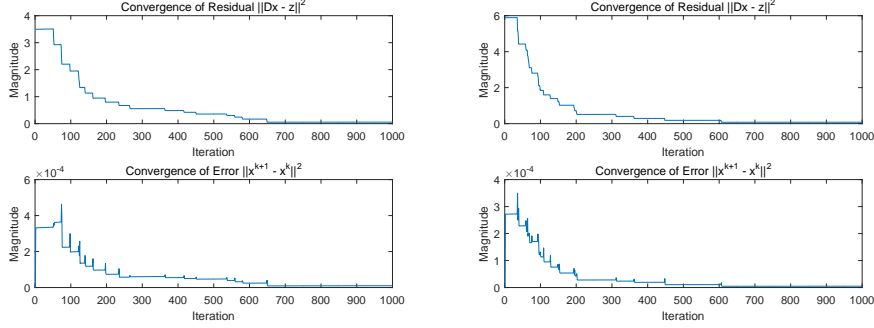 Convergence of Residual ||Dx - z||²
4
3
2
1
0
Magnitude
0 100 200 300 400 500 600 700 800 900 1000
Iteration
Convergence of Residual ||Dx - z||²
6
4
2
0
Magnitude
0 100 200 300 400 500 600 700 800 900 1000
Iteration
×10⁻⁴
Convergence of Error ||xᵏ⁺¹ - xᵏ||²
6
4
2
0
Magnitude
0 100 200 300 400 500 600 700 800 900 1000
Iteration
×10⁻⁴
Convergence of Error ||xᵏ⁺¹ - xᵏ||²
4
3
2
1
0
Magnitude
0 100 200 300 400 500 600 700 800 900 1000
Iteration